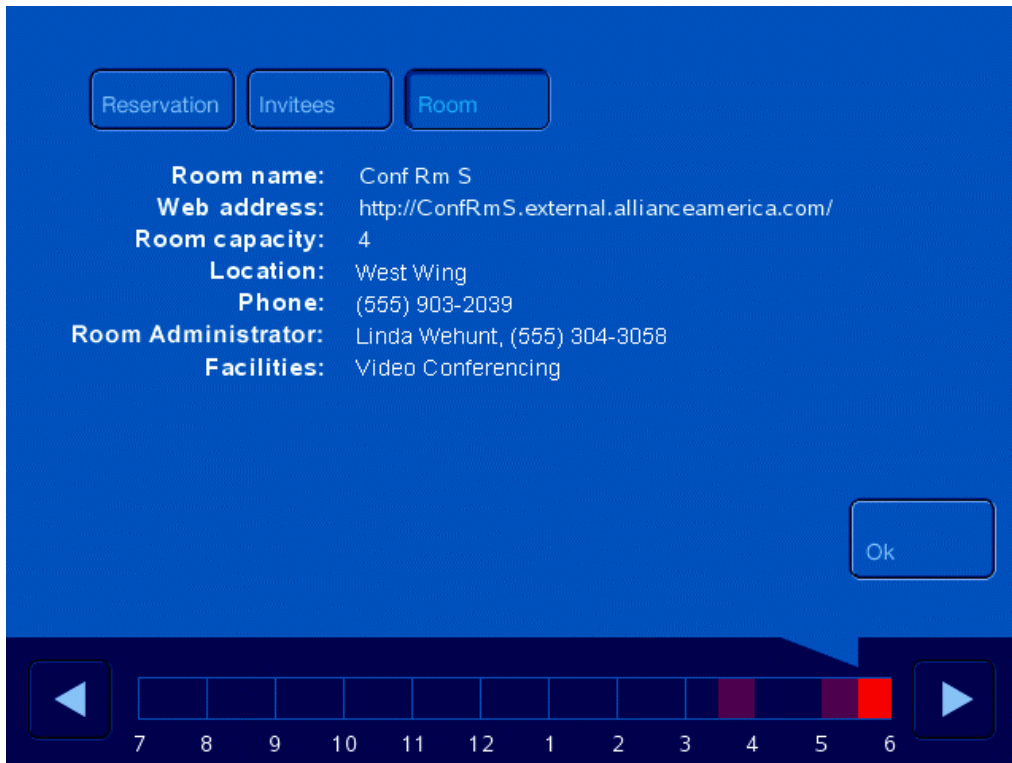 Reservation Invitees Room
Room name: Conf Rm S
Web address: http://ConfRmS.external.allianceamerica.com/
Room capacity: 4
Location: West Wing
Phone: (555) 903-2039
Room Administrator: Linda Wehunt, (555) 304-3058
Facilities: Video Conferencing
Ok
7 8 9 10 11 12 1 2 3 4 5 6